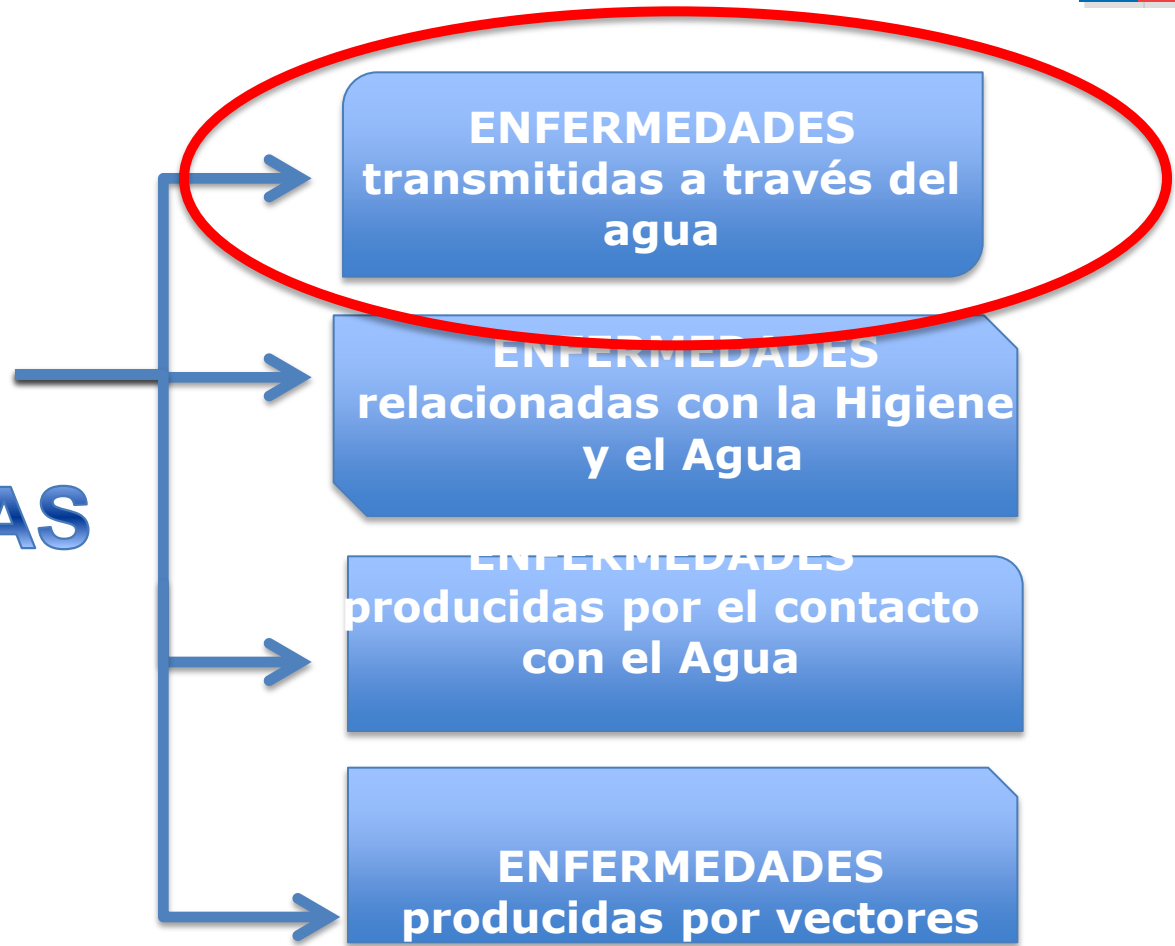 ENFERMEDADES
transmitidas a través del
agua
ENFERMEDADES
relacionadas con la Higiene
y el Agua
AS
ENFERMEDADES
producidas por el contacto
con el Agua
ENFERMEDADES
producidas por vectores